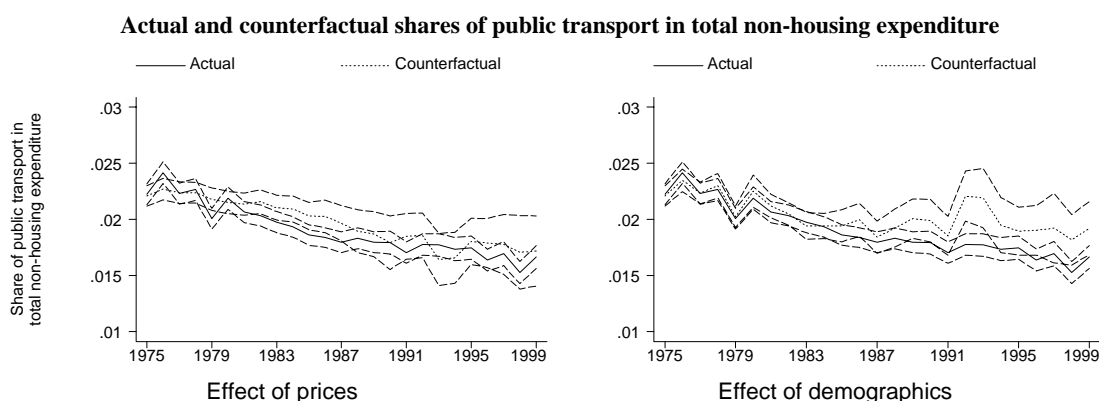 Actual and counterfactual shares of public transport in total non-housing expenditure
Actual Counterfactual
Share of public transport in
total non-housing expenditure
.03
.025
.02
.015
.01
1975 1979 1983 1987 1991 1995 1999
Effect of prices
Actual Counterfactual
.03
.025
.02
.015
.01
1975 1979 1983 1987 1991 1995 1999
Effect of demographics